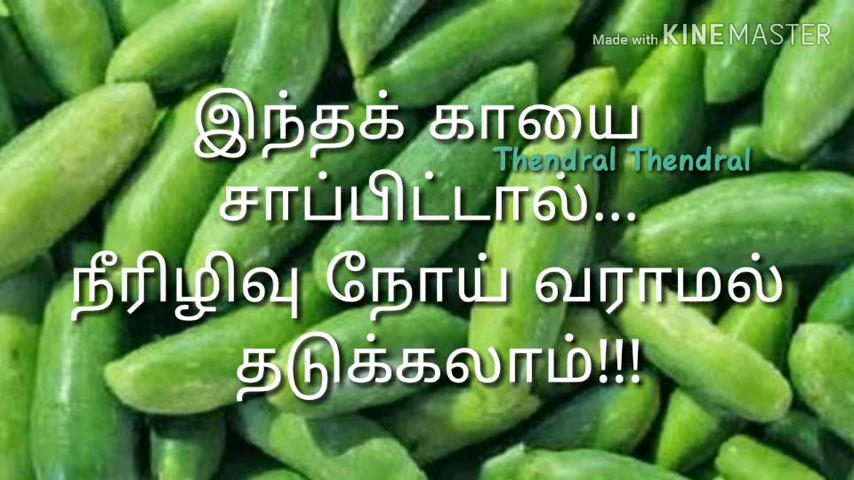 Made with KINEMASTER
இந்தக் காயை
Thendral Thendral
சாப்பிட்டால்...
நீரிழிவு நோய் வராமல்
தடுக்கலாம்!!!